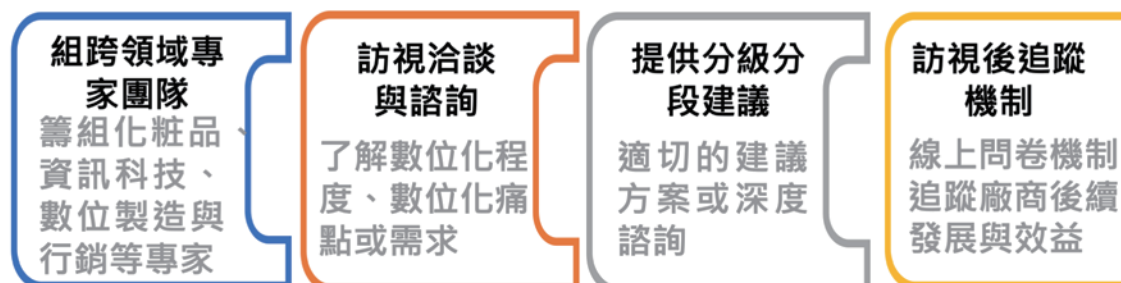 組跨領域專
家團隊
籌組化粧品、
資訊科技、
數位製造與
行銷等專家
訪視洽談
與諮詢
了解數位化程
度、數位化痛
點或需求
提供分級分
段建議
適切的建議
方案或深度
諮詢
訪視後追蹤
機制
線上問卷機制
追蹤廠商後續
發展與效益